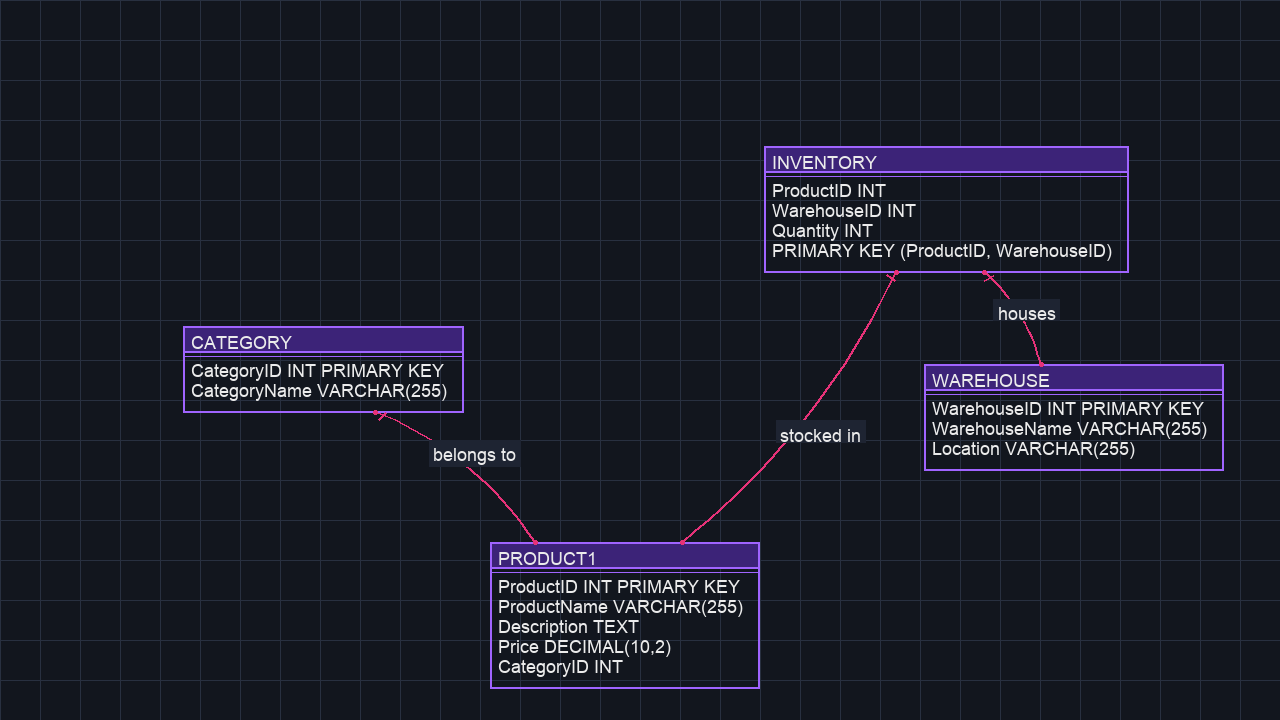 INVENTORY
ProductID INT
WarehouseID INT
Quantity INT
PRIMARY KEY (ProductID, WarehouseID)
houses
CATEGORY
CategoryID INT PRIMARY KEY
CategoryName VARCHAR(255)
WAREHOUSE
WarehouseID INT PRIMARY KEY
WarehouseName VARCHAR(255)
Location VARCHAR(255)
stocked in
belongs to
PRODUCT1
ProductID INT PRIMARY KEY
ProductName VARCHAR(255)
Description TEXT
Price DECIMAL(10,2)
CategoryID INT